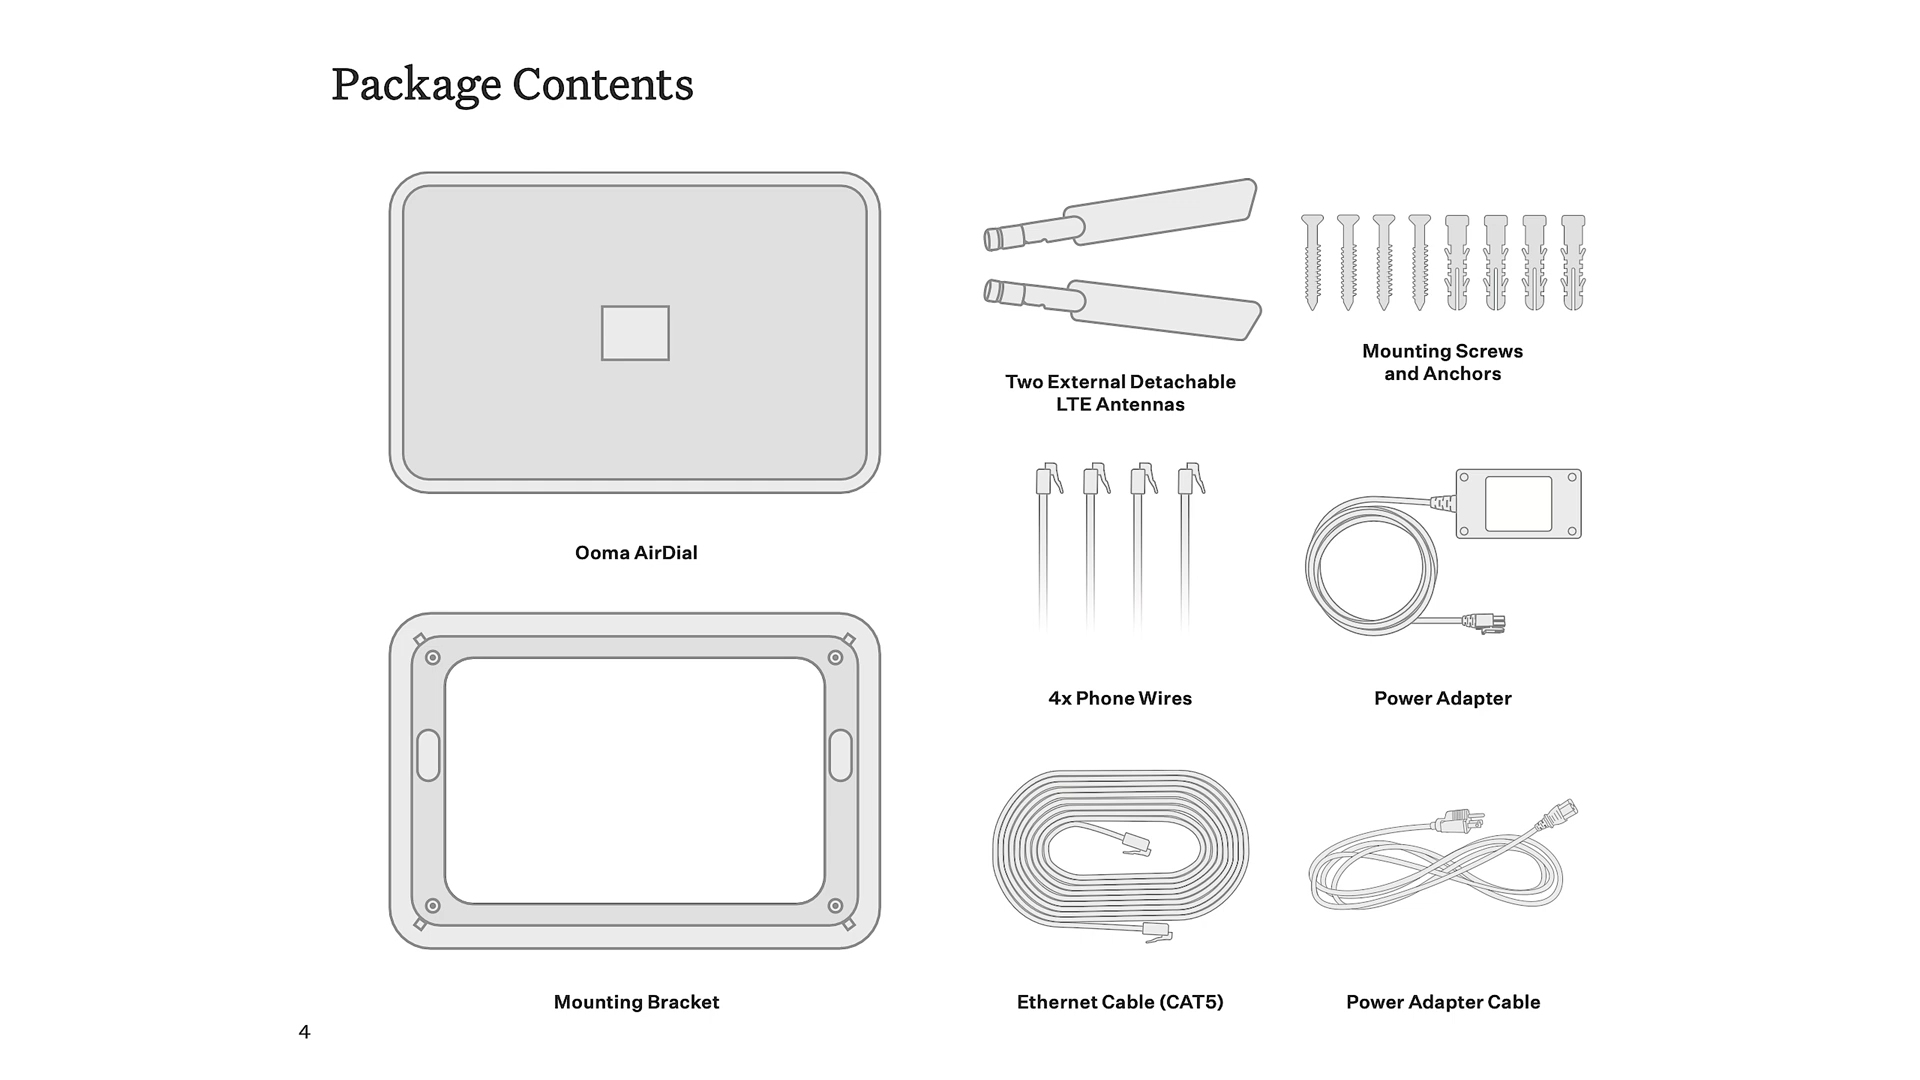 Package Contents
Ooma AirDial
Two External Detachable
LTE Antennas
Mounting Screws
and Anchors
4x Phone Wires
Power Adapter
Mounting Bracket
Ethernet Cable (CAT5)
Power Adapter Cable
4